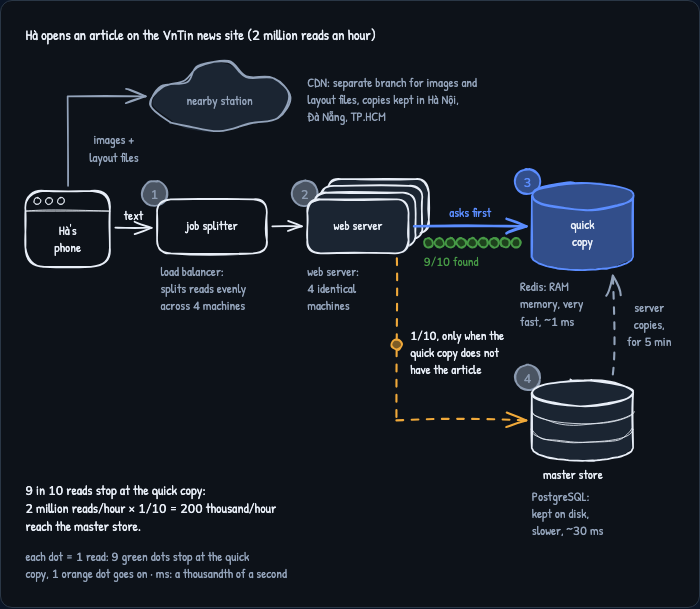 Hà opens an article on the VnTin news site (2 million reads an hour)
nearby station
CDN: separate branch for images and
layout files, copies kept in Hà Nội,
Đà Nẵng, TP.HCM
images +
layout files
1
2
3
Hà's
phone
text
job splitter
web server
asks first
quick
copy
9/10 found
load balancer:
splits reads evenly
across 4 machines
web server:
4 identical
machines
Redis: RAM
memory, very
fast, ~1 ms
server
copies,
for 5 min
1/10, only when the
quick copy does not
have the article
4
master store
PostgreSQL:
kept on disk,
slower, ~30 ms
9 in 10 reads stop at the quick copy:
2 million reads/hour × 1/10 = 200 thousand/hour
reach the master store.
each dot = 1 read: 9 green dots stop at the quick
copy, 1 orange dot goes on · ms: a thousandth of a second